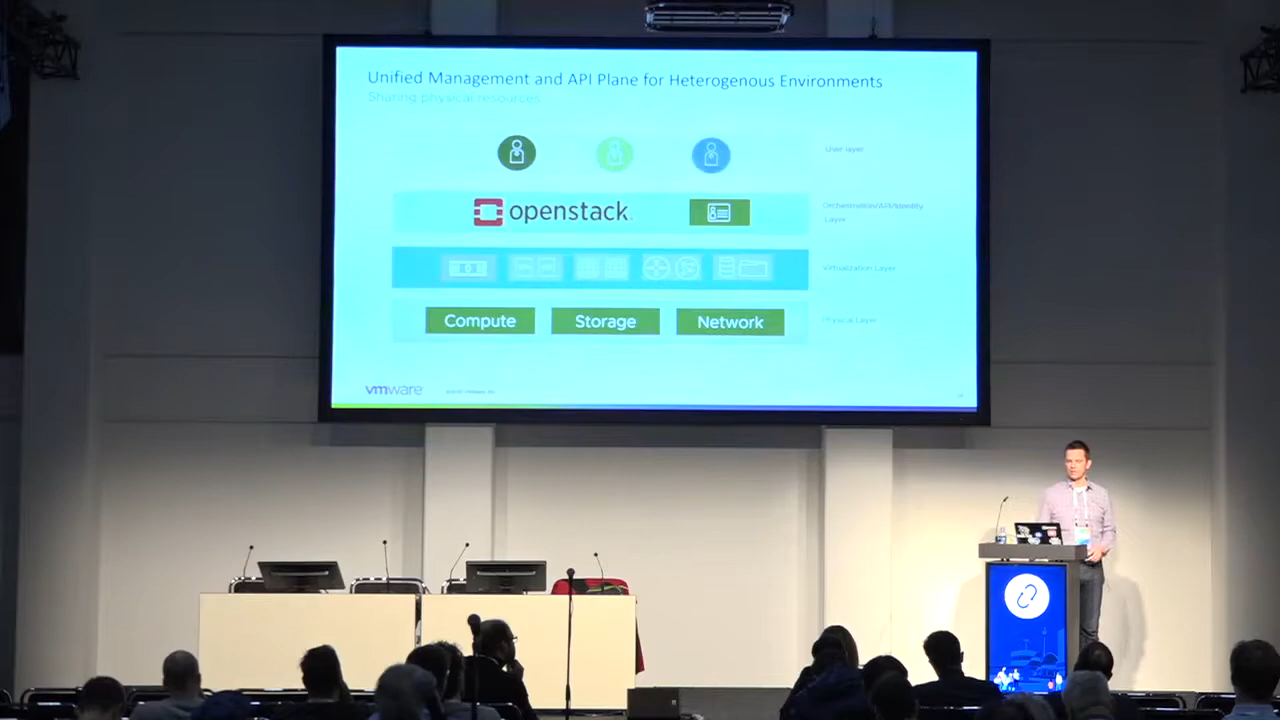 Unified Management and API Plane for Heterogenous Environments
Sharing physical resources
User layer
openstack.
Orchestration/API/Identity
Layer
Virtualization Layer
Compute
Storage
Network
Physical Layer
vmware